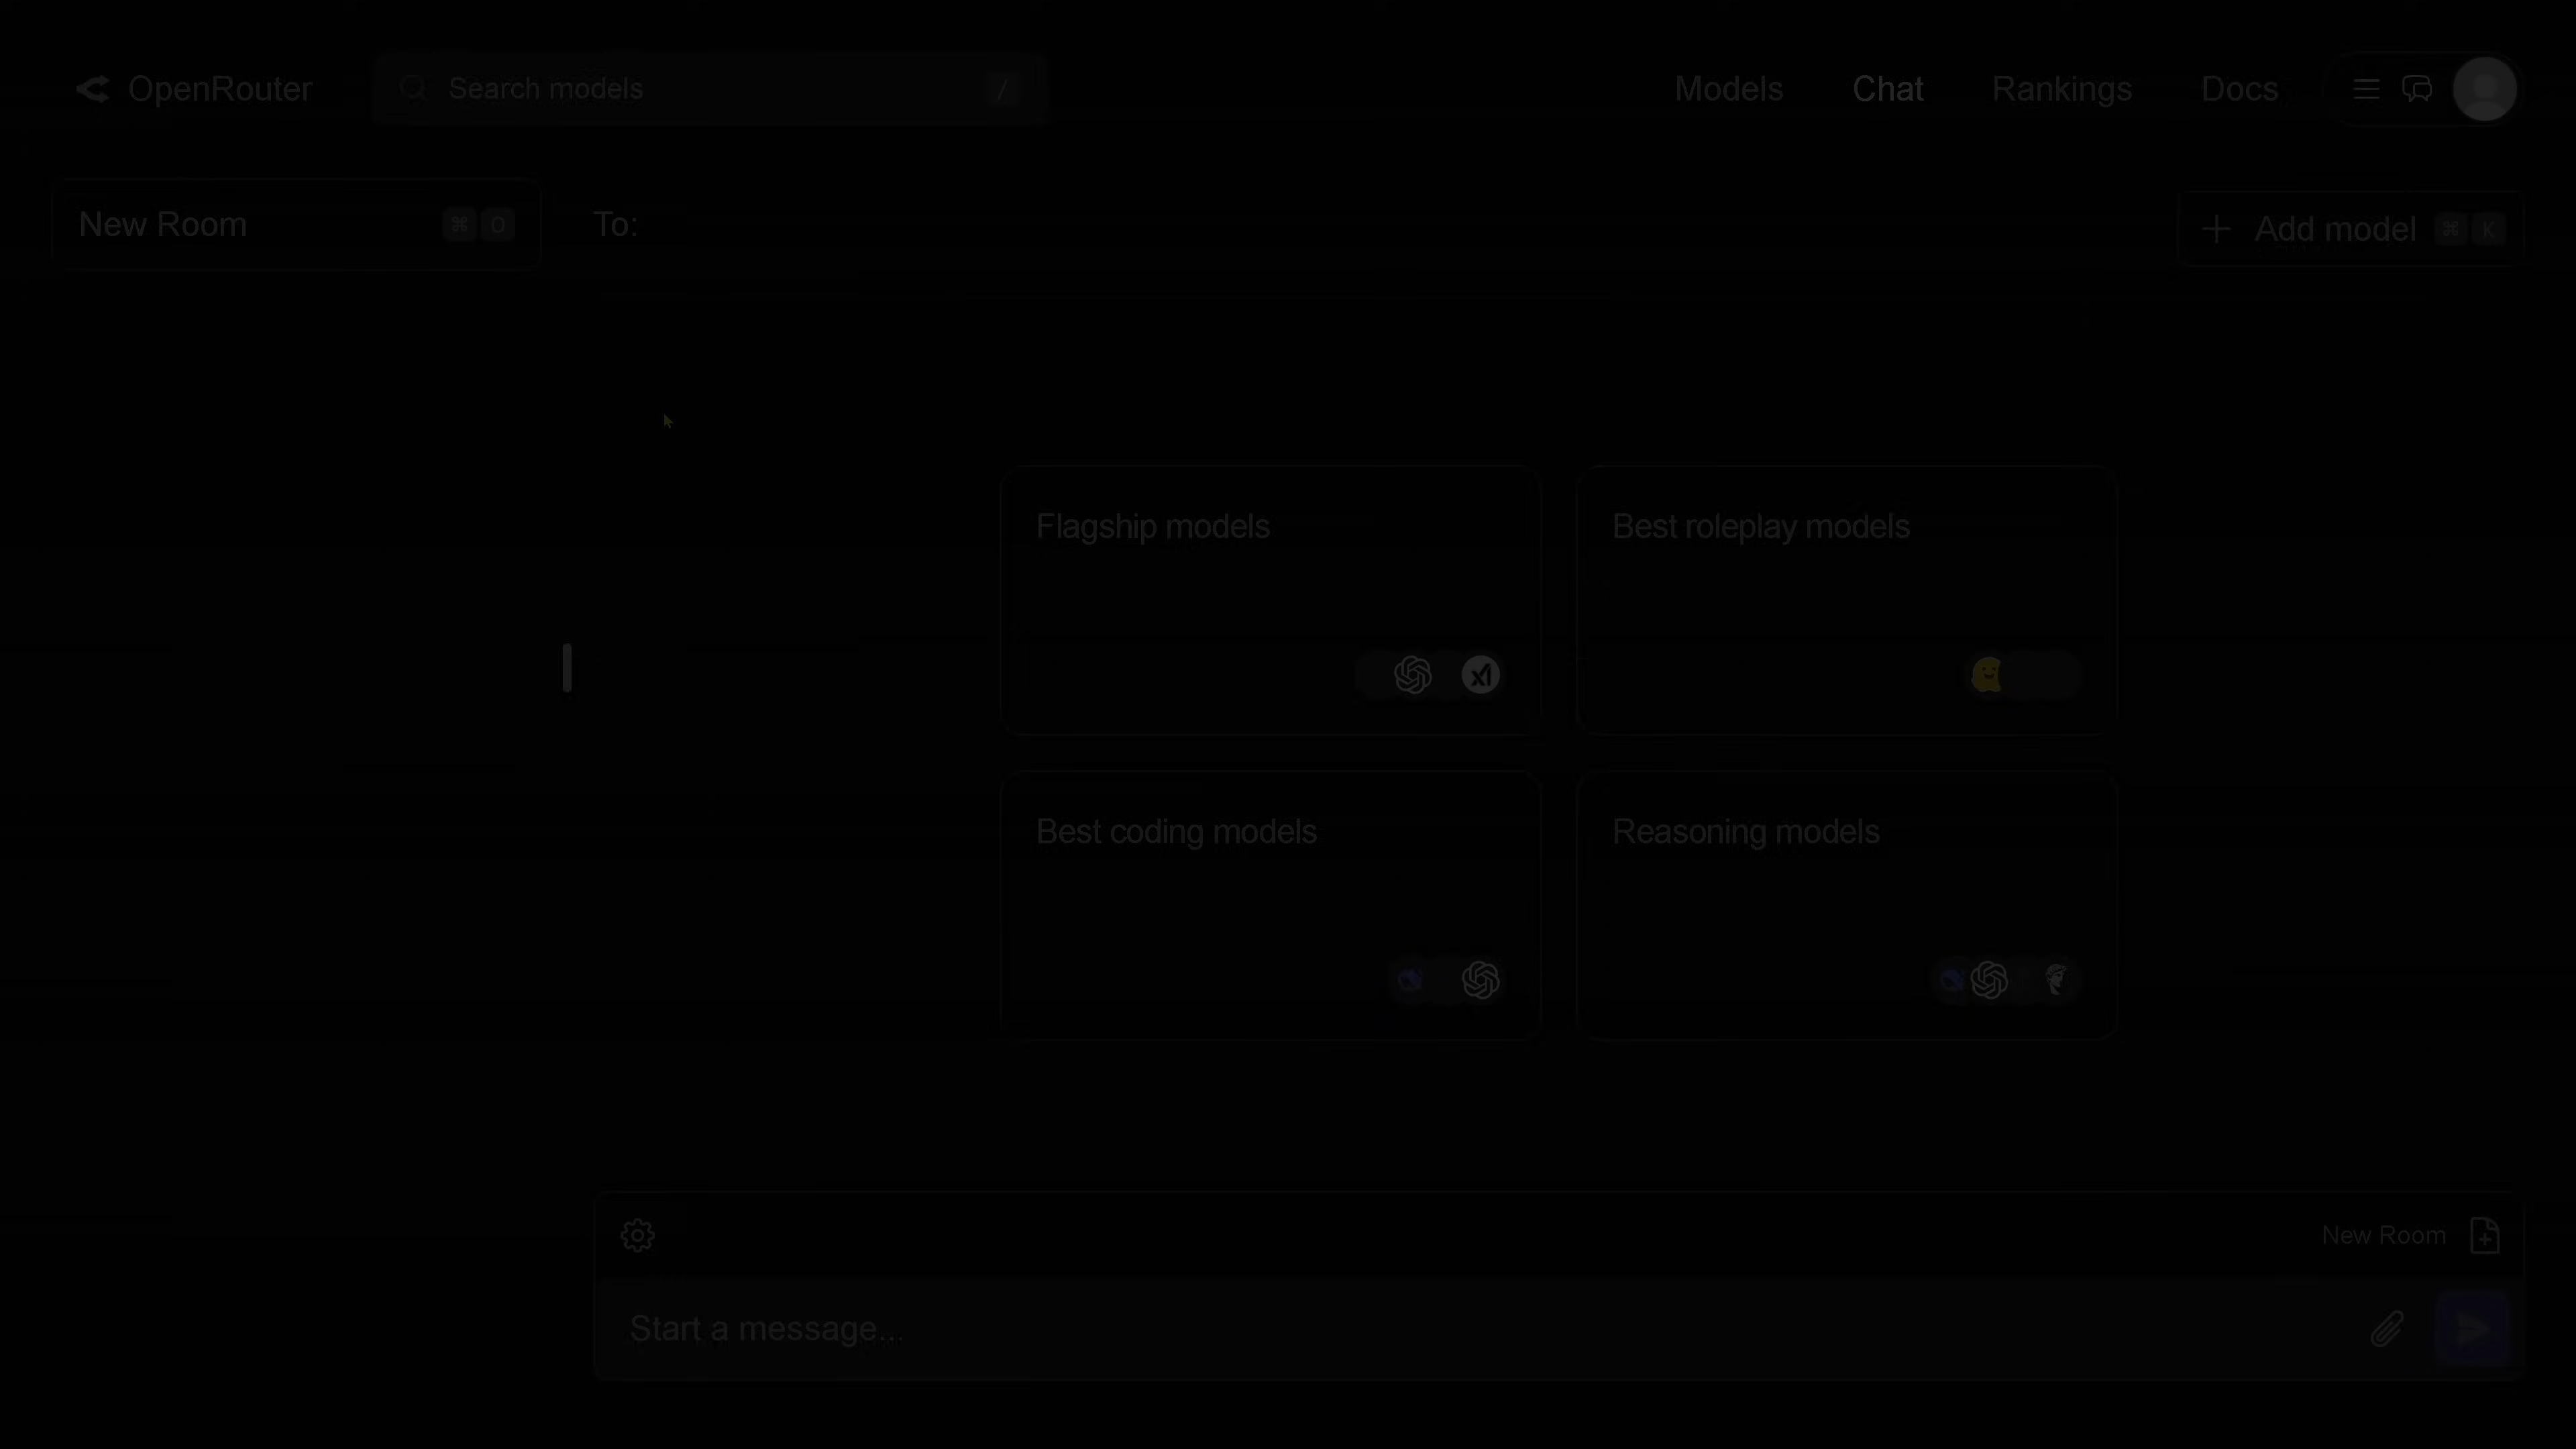 OpenRouter
Search models
/
Models
Chat
Rankings
Docs
New Room
⌘ O
To:
Add model
⌘ K
Flagship models
Best roleplay models
Best coding models
Reasoning models
New Room
Start a message...